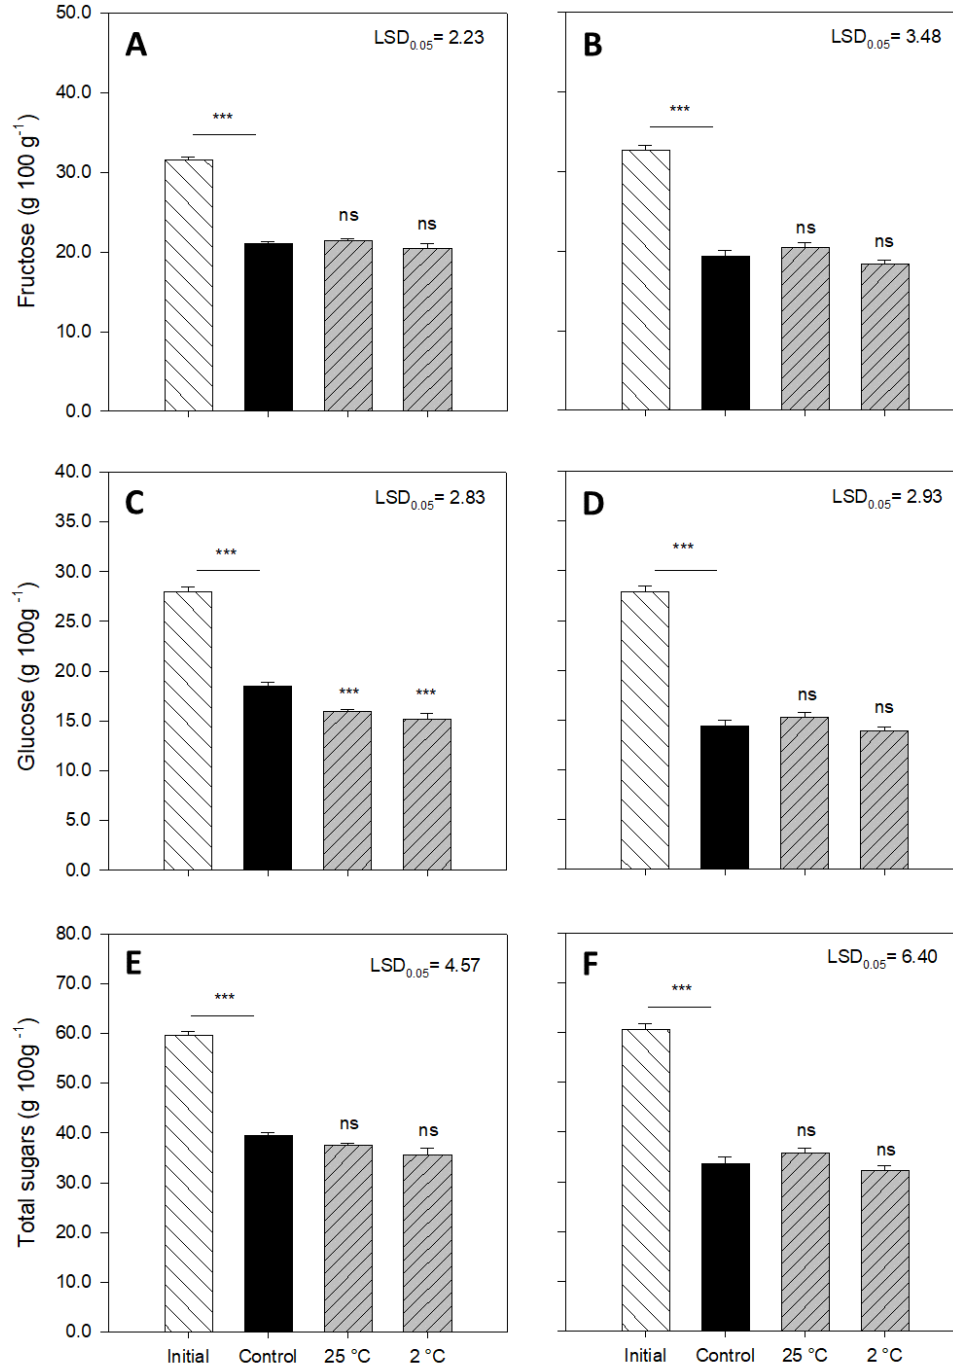 50.0
40.0
30.0
20.0
10.0
0.0
Fructose (g 100 g⁻¹)
A
LSD₀.₀₅= 2.23
***
ns
ns
B
LSD₀.₀₅= 3.48
***
ns
ns
40.0
35.0
30.0
25.0
20.0
15.0
10.0
5.0
0.0
Glucose (g 100g⁻¹)
C
LSD₀.₀₅= 2.83
***
***
***
D
LSD₀.₀₅= 2.93
***
ns
ns
80.0
70.0
60.0
50.0
40.0
30.0
20.0
10.0
0.0
Total sugars (g 100g⁻¹)
E
LSD₀.₀₅= 4.57
***
ns
ns
F
LSD₀.₀₅= 6.40
***
ns
ns
Initial Control 25 °C 2 °C
Initial Control 25 °C 2 °C